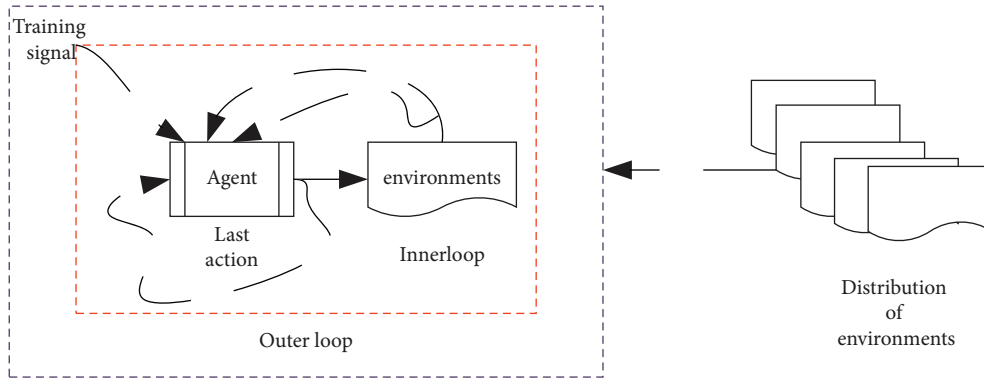 Training
signal
Agent
environments
Last
action
Innerloop
Outer loop
Distribution
of
environments